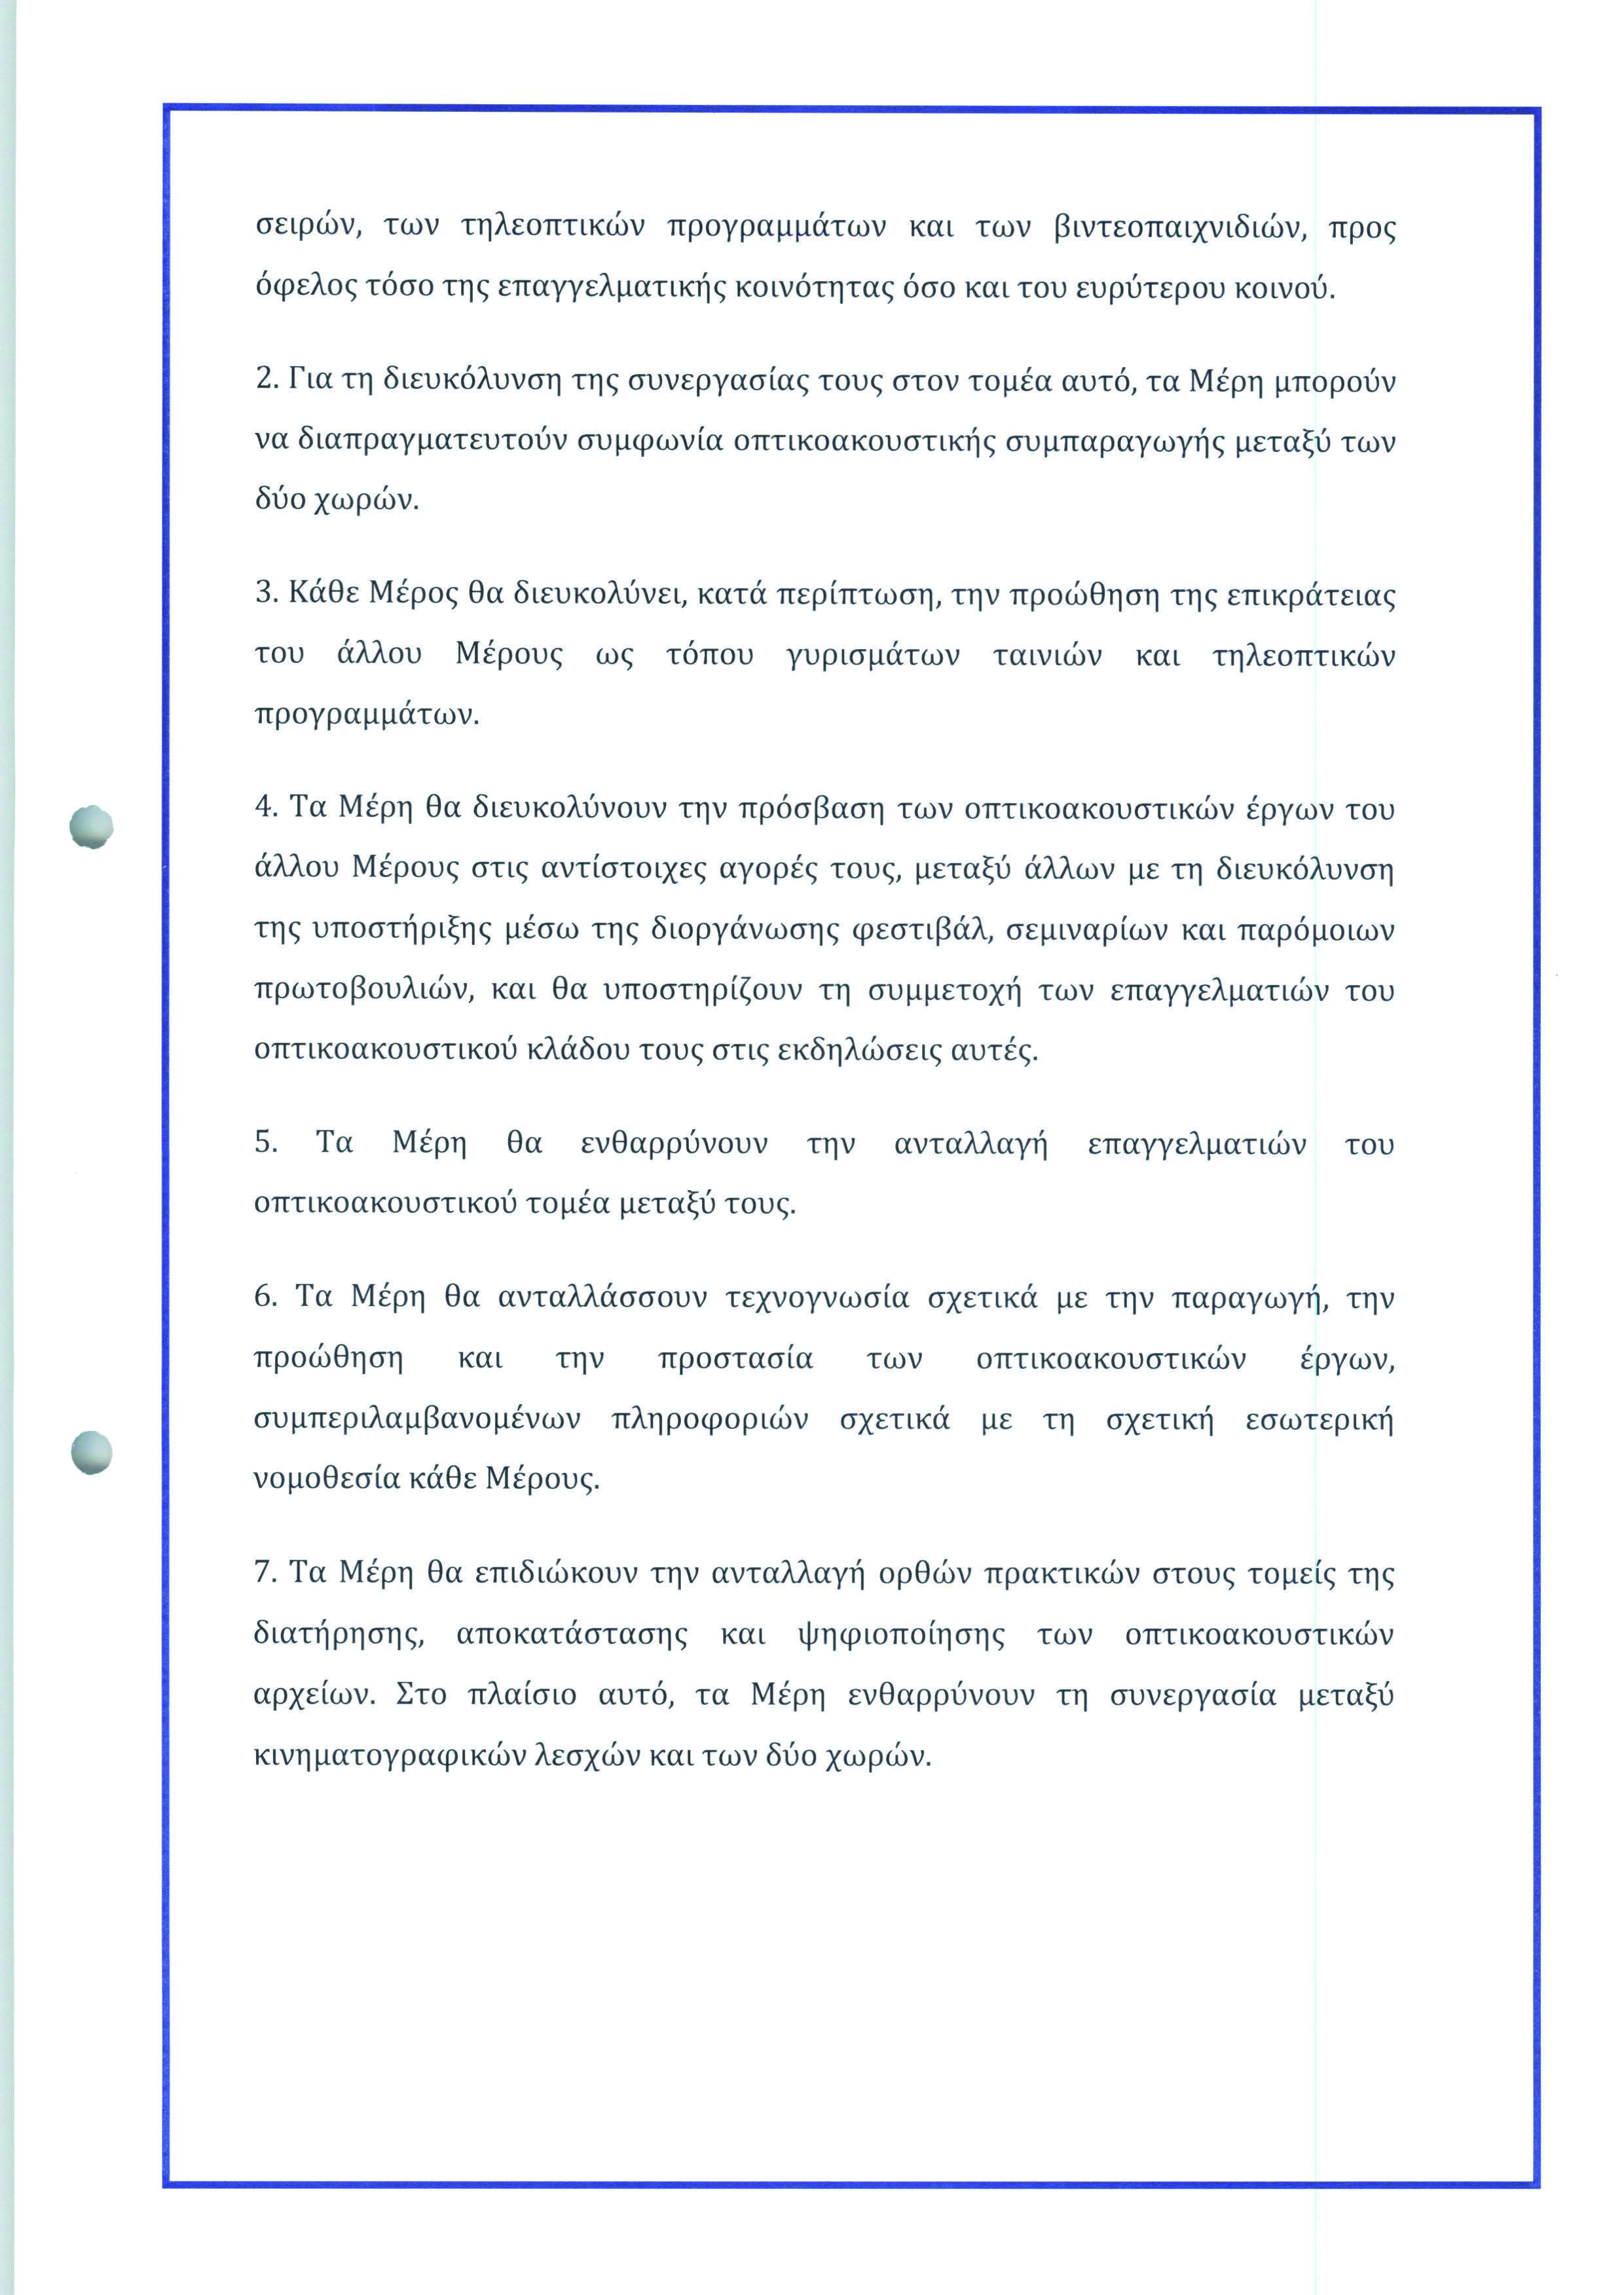 σειρών, των τηλεοπτικών προγραμμάτων και των βιντεοπαιχνιδιών, προς
όφελος τόσο της επαγγελματικής κοινότητας όσο και του ευρύτερου κοινού.
2. Για τη διευκόλυνση της συνεργασίας τους στον τομέα αυτό, τα Μέρη μπορούν
να διαπραγματευτούν συμφωνία οπτικοακουστικής συμπαραγωγής μεταξύ των
δύο χωρών.
3. Κάθε Μέρος θα διευκολύνει, κατά περίπτωση, την προώθηση της επικράτειας
του άλλου Μέρους ως τόπου γυρισμάτων ταινιών και τηλεοπτικών
προγραμμάτων.
4. Τα Μέρη θα διευκολύνουν την πρόσβαση των οπτικοακουστικών έργων του
άλλου Μέρους στις αντίστοιχες αγορές τους, μεταξύ άλλων με τη διευκόλυνση
της υποστήριξης μέσω της διοργάνωσης φεστιβάλ, σεμιναρίων και παρόμοιων
πρωτοβουλιών, και θα υποστηρίζουν τη συμμετοχή των επαγγελματιών του
οπτικοακουστικού κλάδου τους στις εκδηλώσεις αυτές.
5. Τα Μέρη θα ενθαρρύνουν την ανταλλαγή επαγγελματιών του
οπτικοακουστικού τομέα μεταξύ τους.
6. Τα Μέρη θα ανταλλάσσουν τεχνογνωσία σχετικά με την παραγωγή, την
προώθηση και την προστασία των οπτικοακουστικών έργων,
συμπεριλαμβανομένων πληροφοριών σχετικά με τη σχετική εσωτερική
νομοθεσία κάθε Μέρους.
7. Τα Μέρη θα επιδιώκουν την ανταλλαγή ορθών πρακτικών στους τομείς της
διατήρησης, αποκατάστασης και ψηφιοποίησης των οπτικοακουστικών
αρχείων. Στο πλαίσιο αυτό, τα Μέρη ενθαρρύνουν τη συνεργασία μεταξύ
κινηματογραφικών λεσχών και των δύο χωρών.